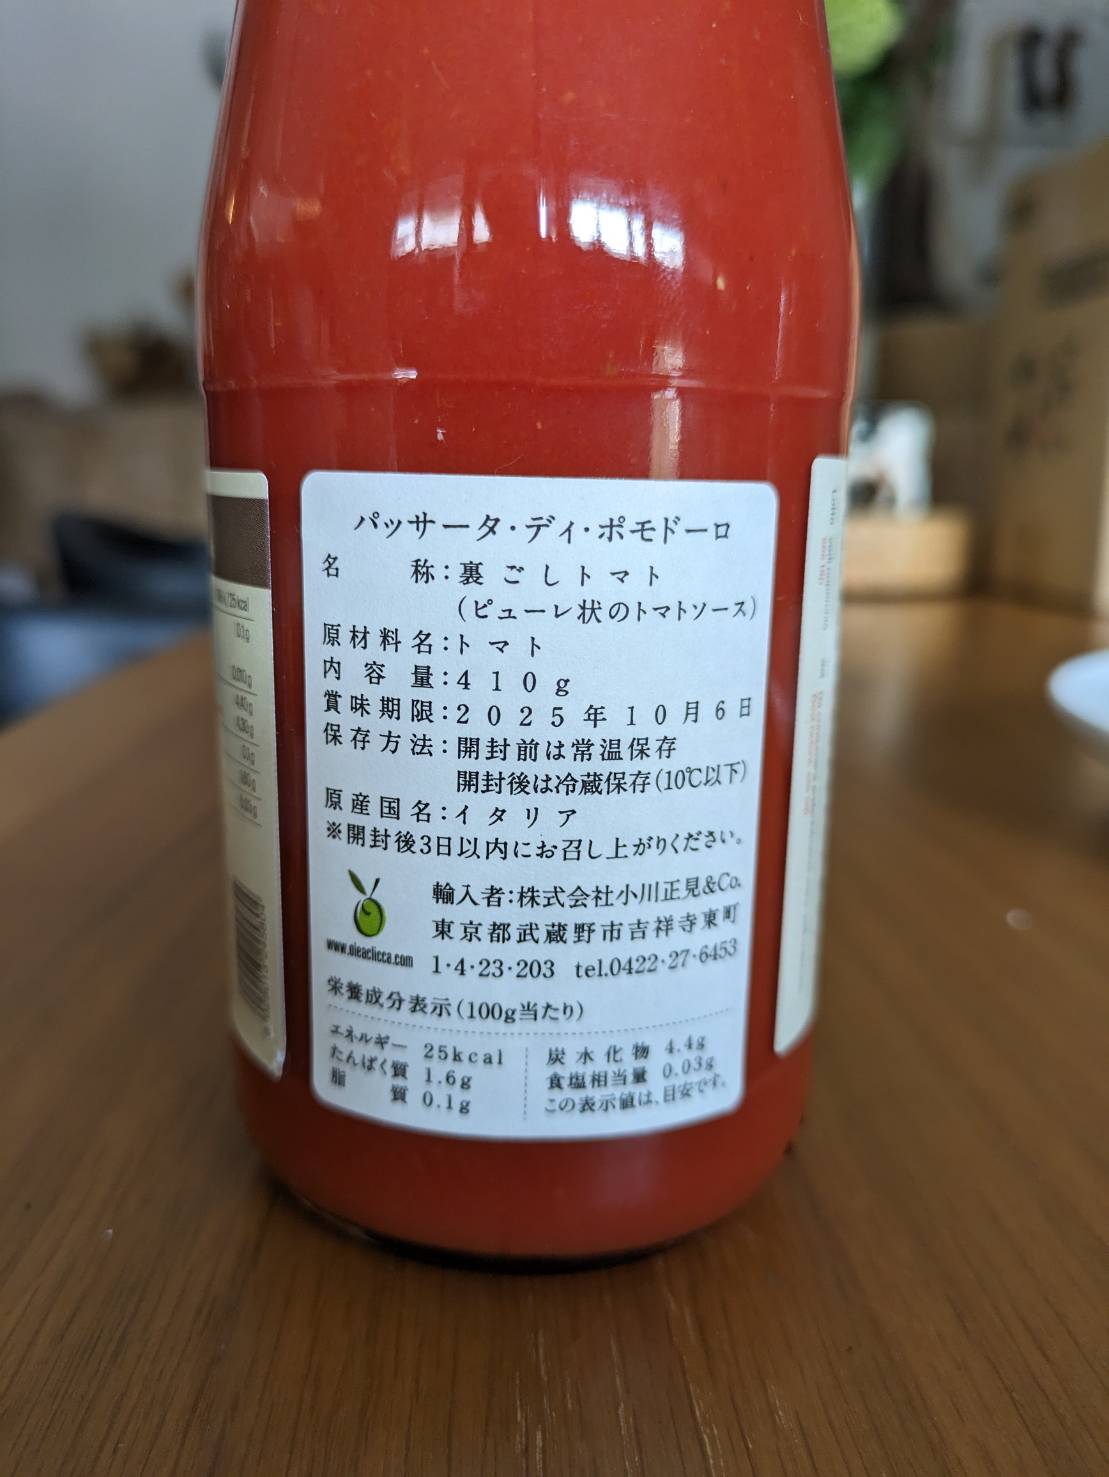 パッサータ・ディ・ポモドーロ
名称：裏ごしトマト
（ピューレ状のトマトソース）
原材料名：トマト
内容量：410g
賞味期限：2025年10月6日
保存方法：開封前は常温保存
開封後は冷蔵保存（10℃以下）
原産国名：イタリア
※開封後3日以内にお召し上がりください。
輸入者：株式会社小川正見&Co.
東京都武蔵野市吉祥寺東町
1・4・23・203 tel.0422・27・6453
www.oleaclicca.com
栄養成分表示（100g当たり）
エネルギー 25kcal
たんぱく質 1.6g
脂質 0.1g
炭水化物 4.4g
食塩相当量 0.03g
この表示値は、目安です。